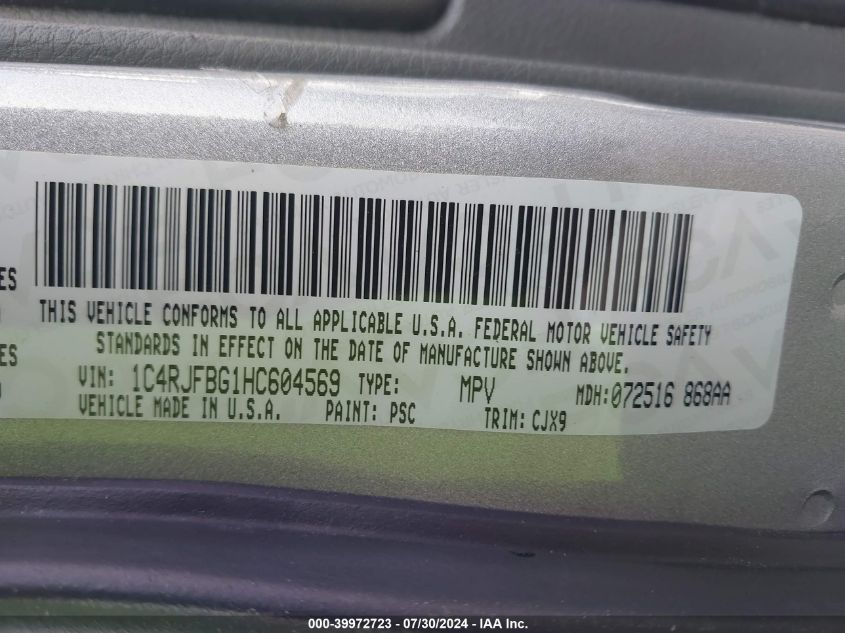 ES
THIS VEHICLE CONFORMS TO ALL APPLICABLE U.S.A. FEDERAL MOTOR VEHICLE SAFETY
ES
STANDARDS IN EFFECT ON THE DATE OF MANUFACTURE SHOWN ABOVE.
VIN: 1C4RJFBG1HC604569 TYPE: MPV MDH:072516 868AA
VEHICLE MADE IN U.S.A. PAINT: PSC TRIM: CJX9
000-39972723 - 07/30/2024 - IAA Inc.